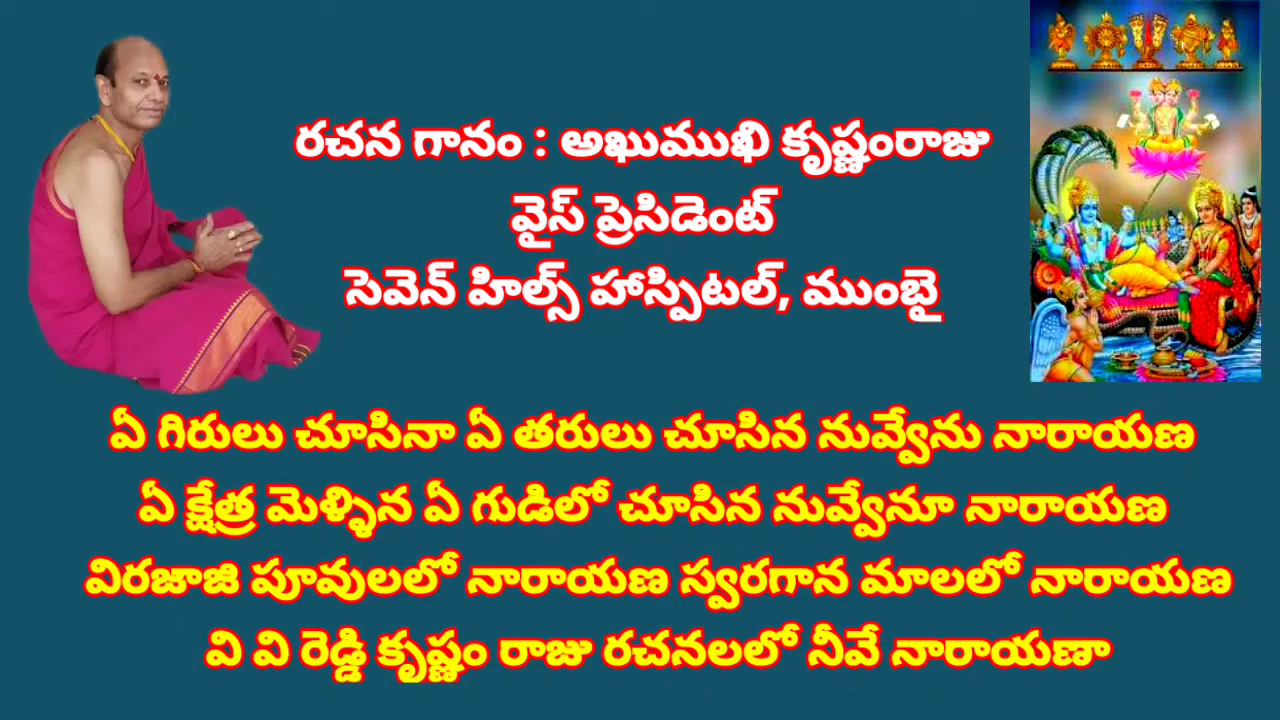 రచన గానం : అఖుముఖి కృష్ణంరాజు
వైస్ ప్రెసిడెంట్
సెవెన్ హిల్స్ హాస్పిటల్, ముంబై
ఏ గిరులు చూసినా ఏ తరులు చూసిన నువ్వేను నారాయణ
ఏ క్షేత్ర మెళ్ళిన ఏ గుడిలో చూసిన నువ్వేనూ నారాయణ
విరజాజి పూవులలో నారాయణ స్వరగాన మాలలో నారాయణ
వి వి రెడ్డి కృష్ణం రాజు రచనలలో నీవే నారాయణా